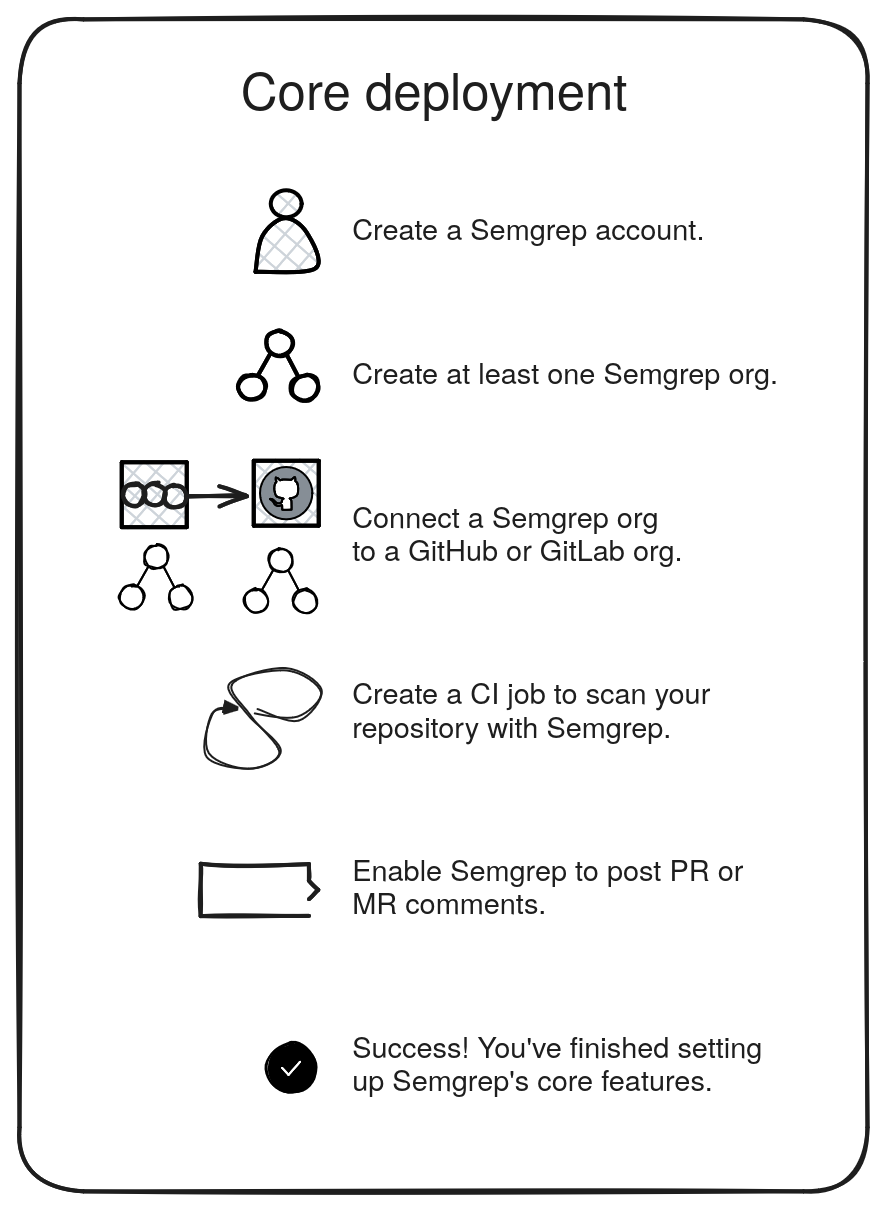 Core deployment
Create a Semgrep account.
Create at least one Semgrep org.
Connect a Semgrep org
to a GitHub or GitLab org.
Create a CI job to scan your
repository with Semgrep.
Enable Semgrep to post PR or
MR comments.
Success! You've finished setting
up Semgrep's core features.